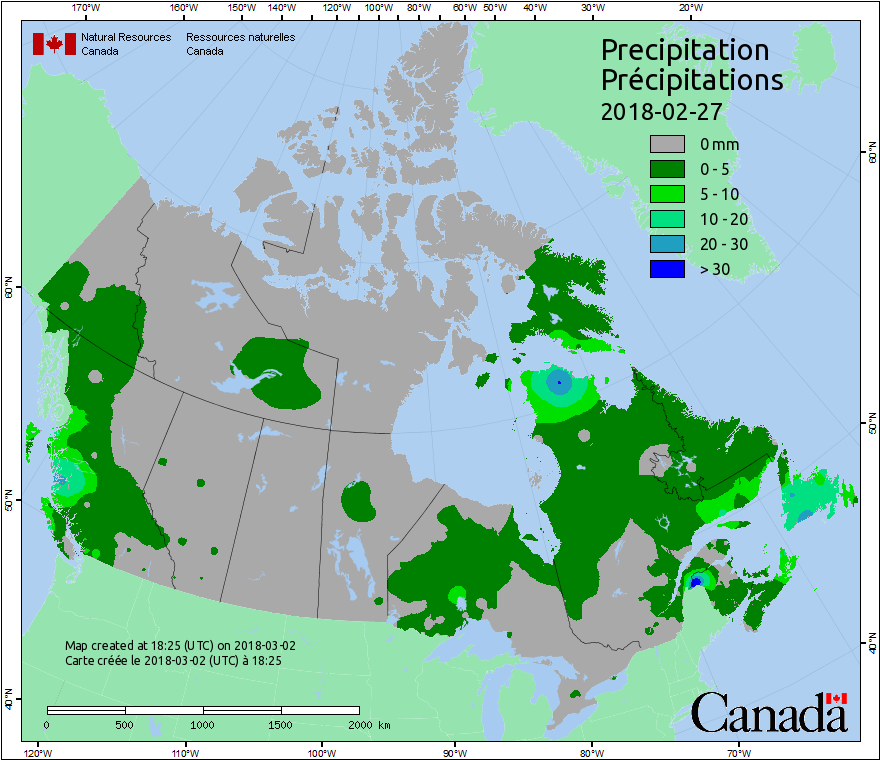 170°W 160°W 150°W 140°W 120°W 100°W 80°W 60°W 50°W 40°W 30°W 20°W
Natural Resources Ressources naturelles
Canada Canada
Precipitation
Précipitations
2018-02-27
0 mm
0 - 5
5 - 10
10 - 20
20 - 30
> 30
60°N 60°N
50°N 50°N
40°N 40°N
Map created at 18:25 (UTC) on 2018-03-02
Carte créée le 2018-03-02 (UTC) à 18:25
0 500 1000 1500 2000 km
Canada
120°W 110°W 100°W 90°W 80°W 70°W